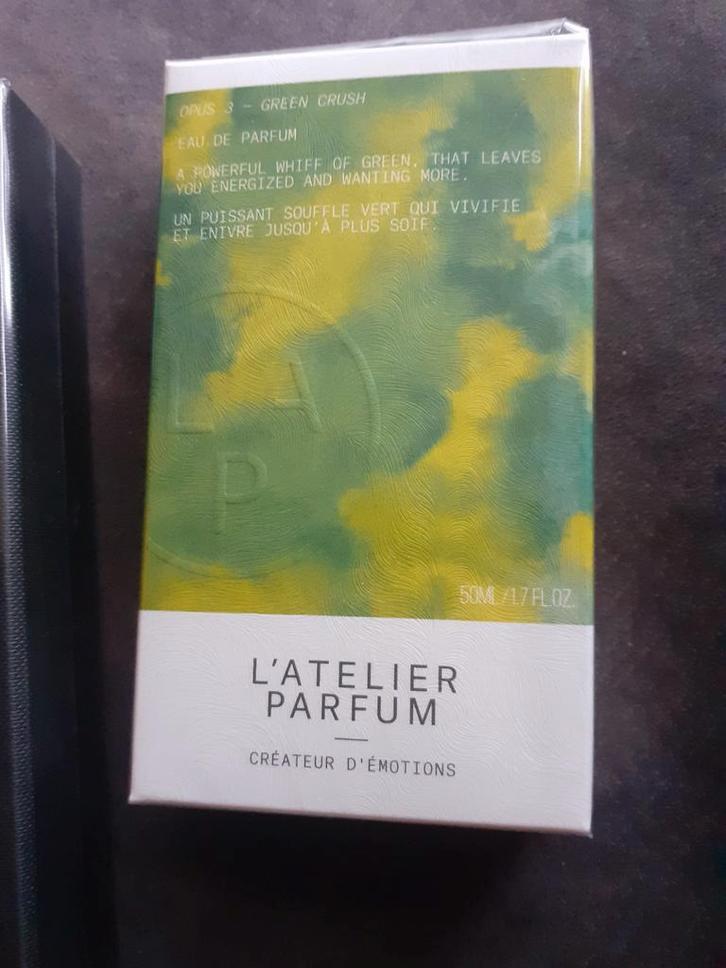 OPUS 3 – GREEN CRUSH
EAU DE PARFUM
A POWERFUL WHIFF OF GREEN, THAT LEAVES
YOU ENERGIZED AND WANTING MORE.
UN PUISSANT SOUFFLE VERT QUI VIVIFIE
ET ENIVRE JUSQU'À PLUS SOIF.
L A
P
50ML/1.7 FL.OZ.
L'ATELIER
PARFUM
CRÉATEUR D'ÉMOTIONS